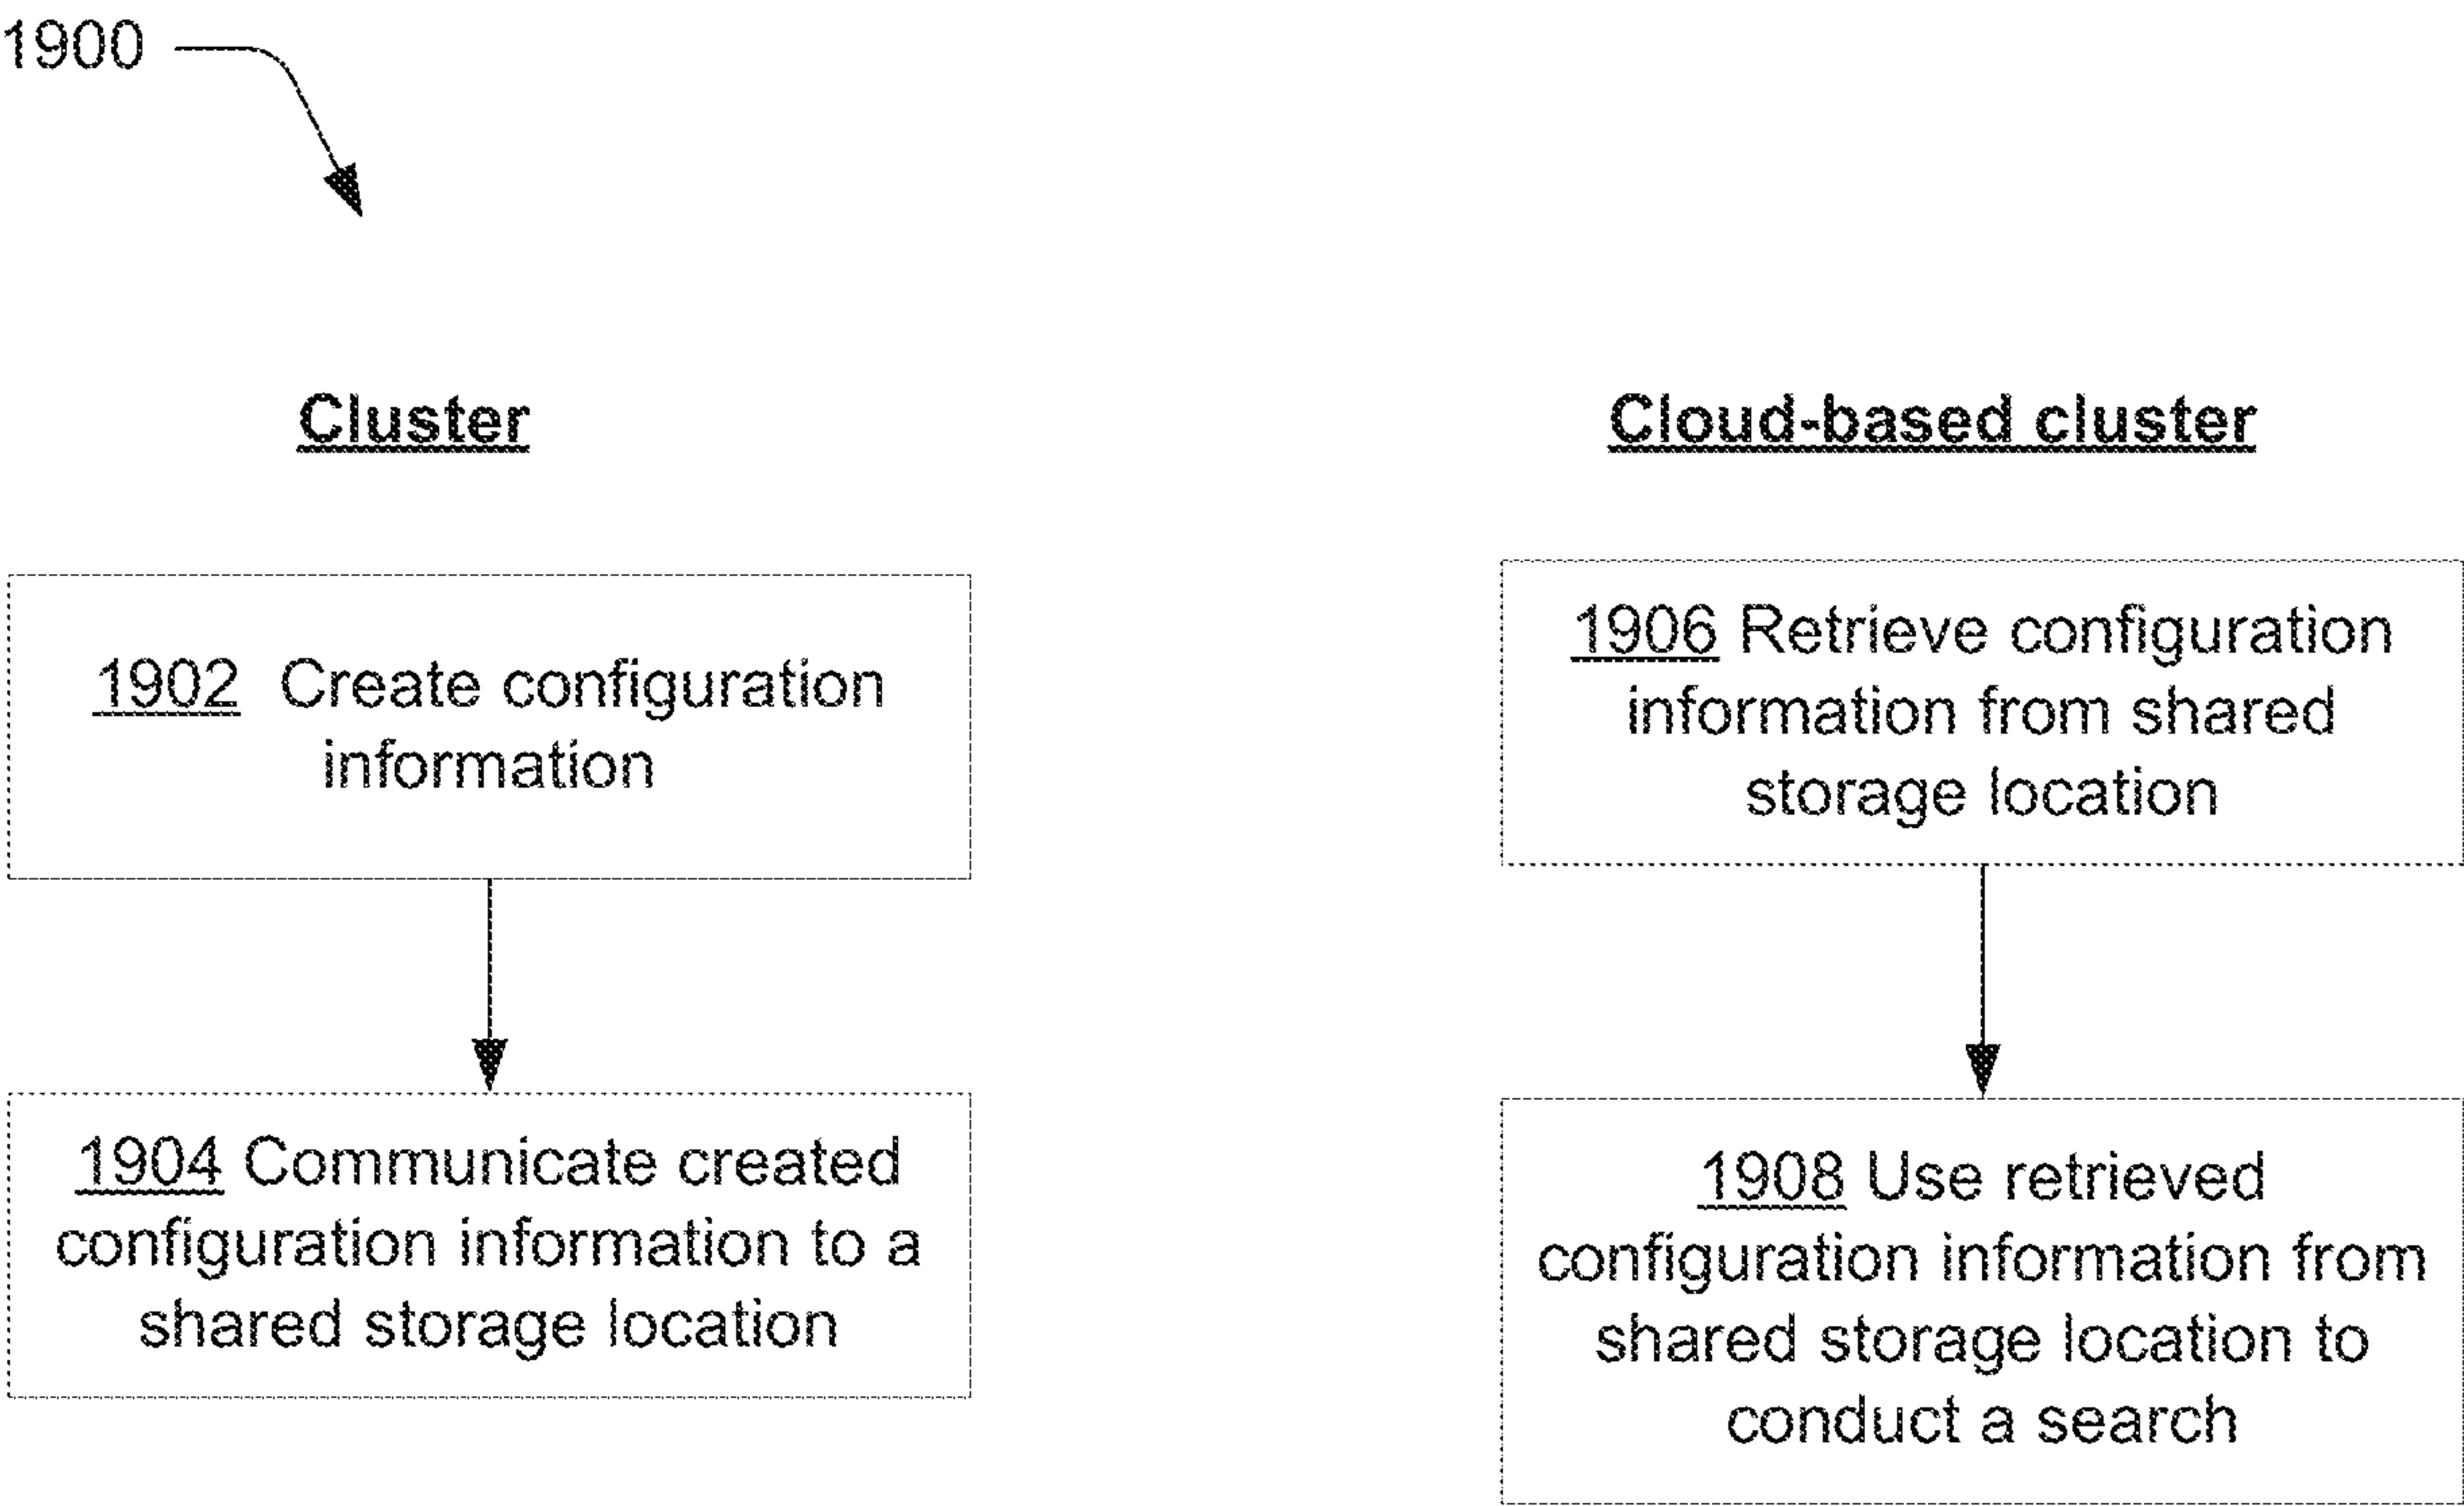 1900
Cluster
1902 Create configuration
information
1904 Communicate created
configuration information to a
shared storage location
Cloud-based cluster
1906 Retrieve configuration
information from shared
storage location
1908 Use retrieved
configuration information from
shared storage location to
conduct a search